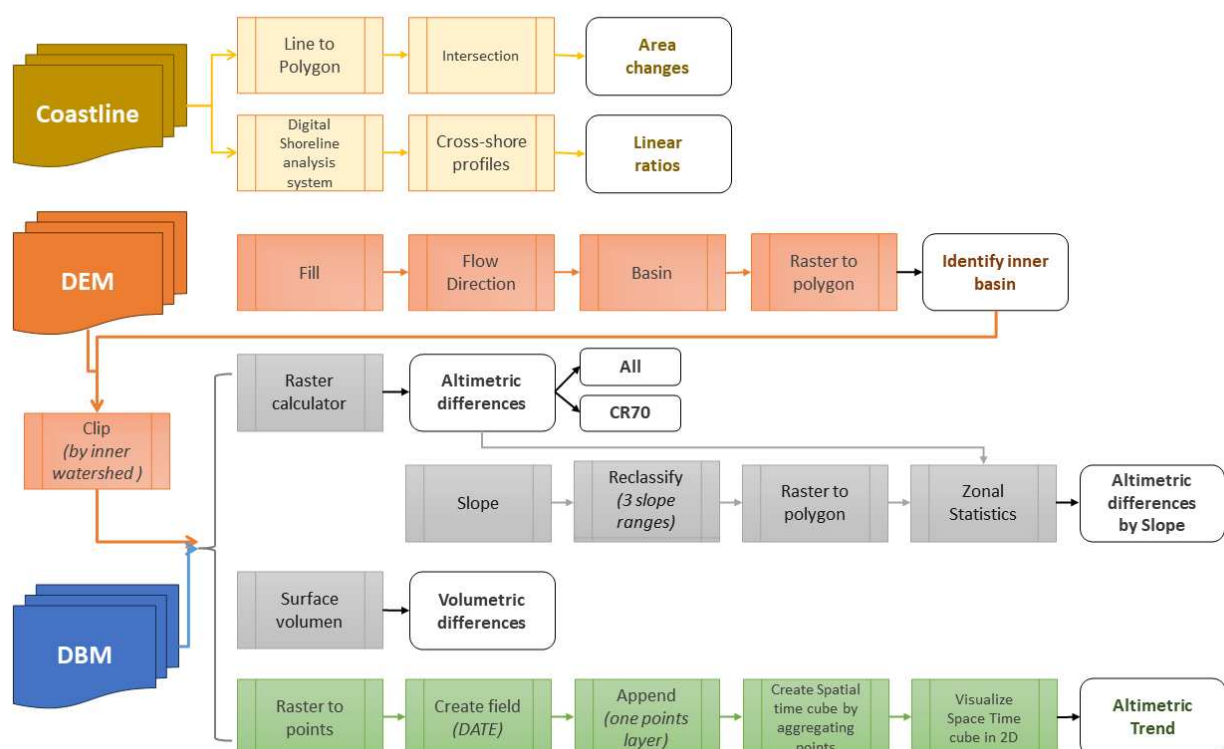 Coastline
Line to
Polygon
Intersection
Area
changes
Digital
Shoreline
analysis
system
Cross-shore
profiles
Linear
ratios
DEM
Fill
Flow
Direction
Basin
Raster to
polygon
Identify inner
basin
Clip
(by inner
watershed )
Raster
calculator
Altimetric
differences
All
CR70
Slope
Reclassify
(3 slope
ranges)
Raster to
polygon
Zonal
Statistics
Altimetric
differences
by Slope
DBM
Surface
volumen
Volumetric
differences
Raster to
points
Create field
(DATE)
Append
(one points
layer)
Create Spatial
time cube by
aggregating
points
Visualize
Space Time
cube in 2D
Altimetric
Trend